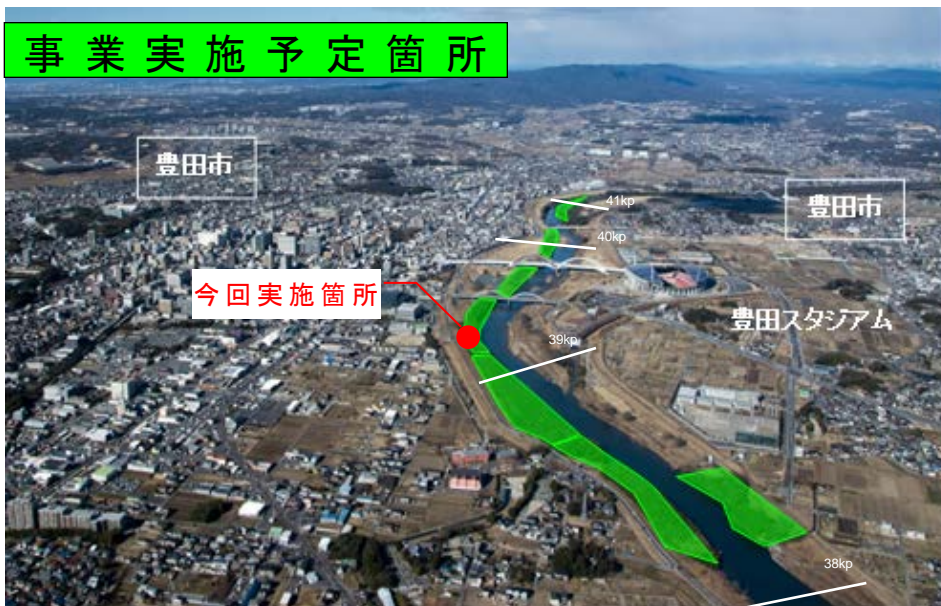 事業実施予定箇所
豊田市
豊田市
41kp
40kp
今回実施箇所
豊田スタジアム
39kp
38kp